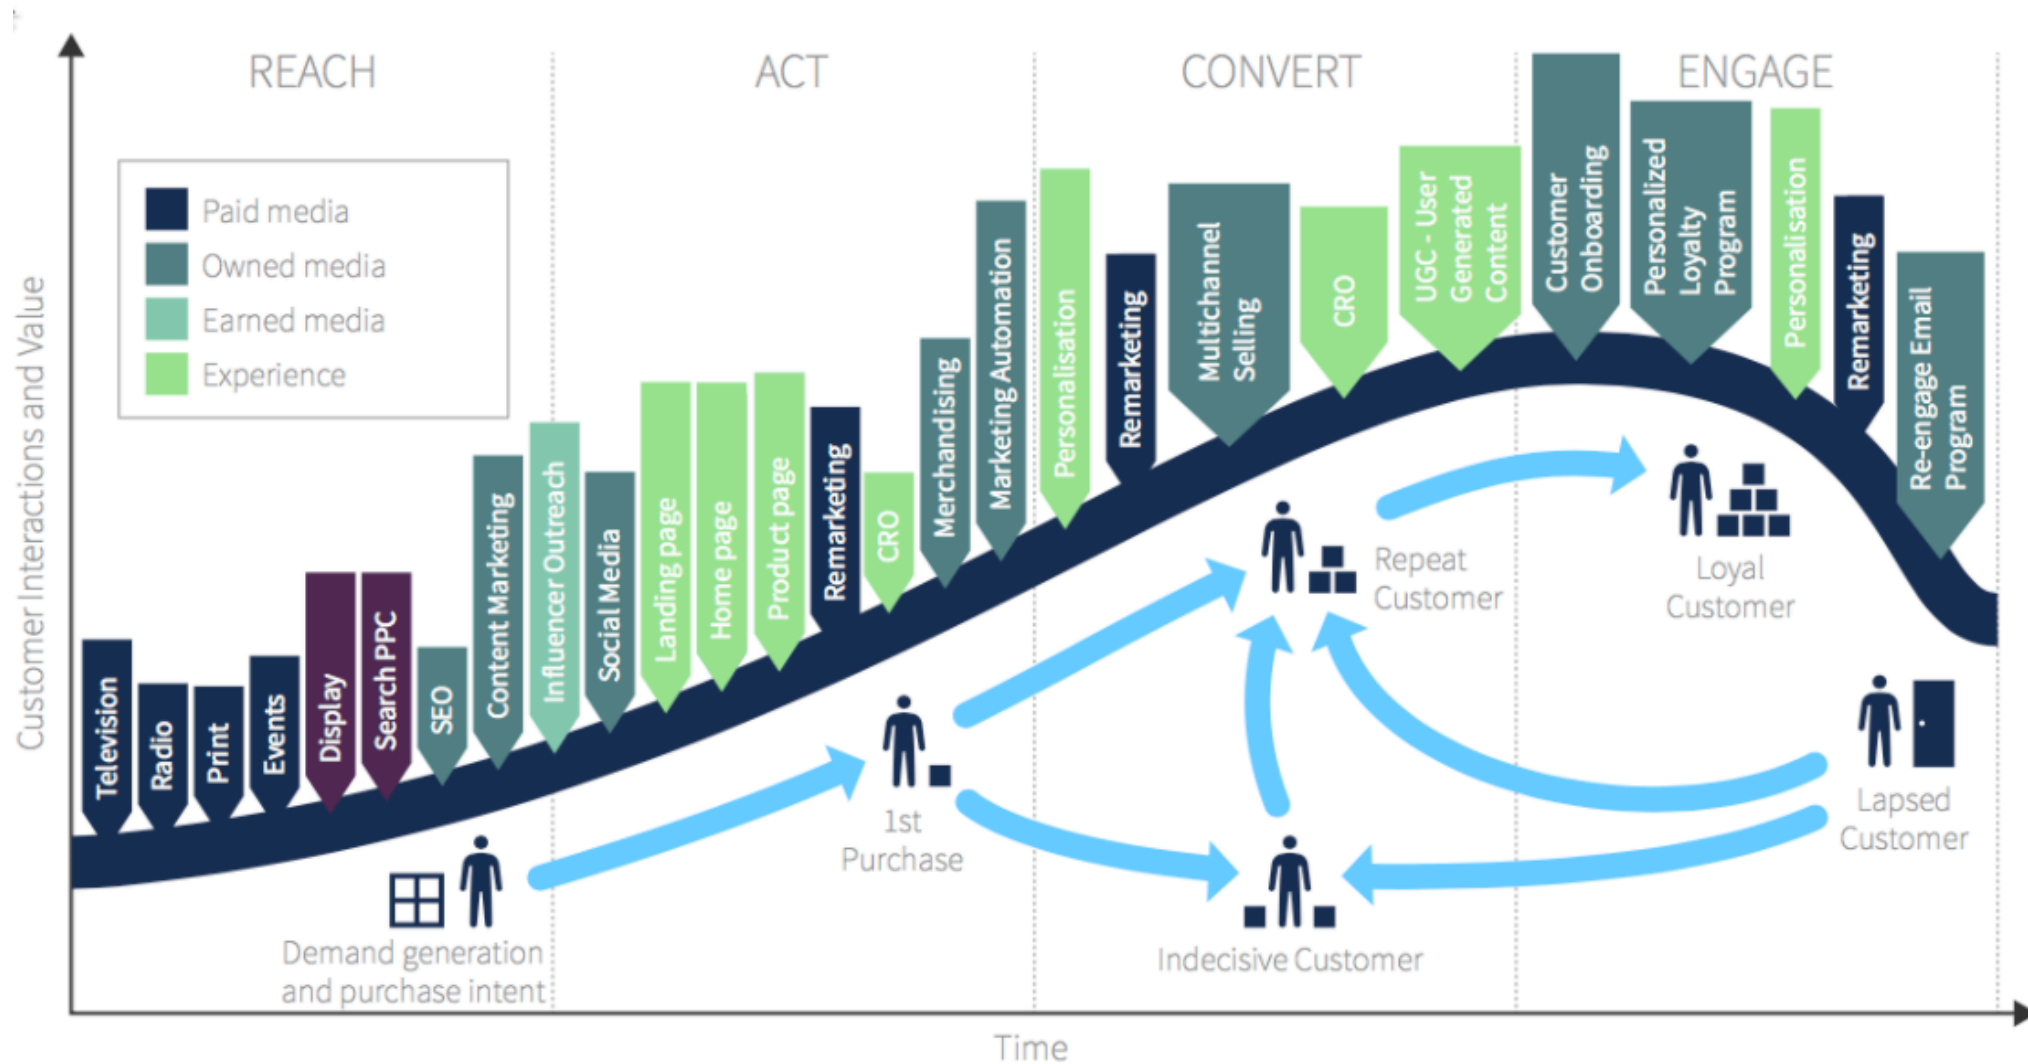 REACH
ACT
CONVERT
ENGAGE
Paid media
Owned media
Earned media
Experience
Customer Interactions and Value
Television
Radio
Print
Events
Display
Search PPC
SEO
Content Marketing
Influencer Outreach
Social Media
Landing page
Home page
Product page
Remarketing
CRO
Merchandising
Marketing Automation
Personalisation
Remarketing
Multichannel
Selling
CRO
UGC - User
Generated
Content
Customer
Onboarding
Personalized
Loyalty
Program
Personalisation
Remarketing
Re-engage Email
Program
Demand generation
and purchase intent
1st
Purchase
Repeat
Customer
Indecisive Customer
Loyal
Customer
Lapsed
Customer
Time